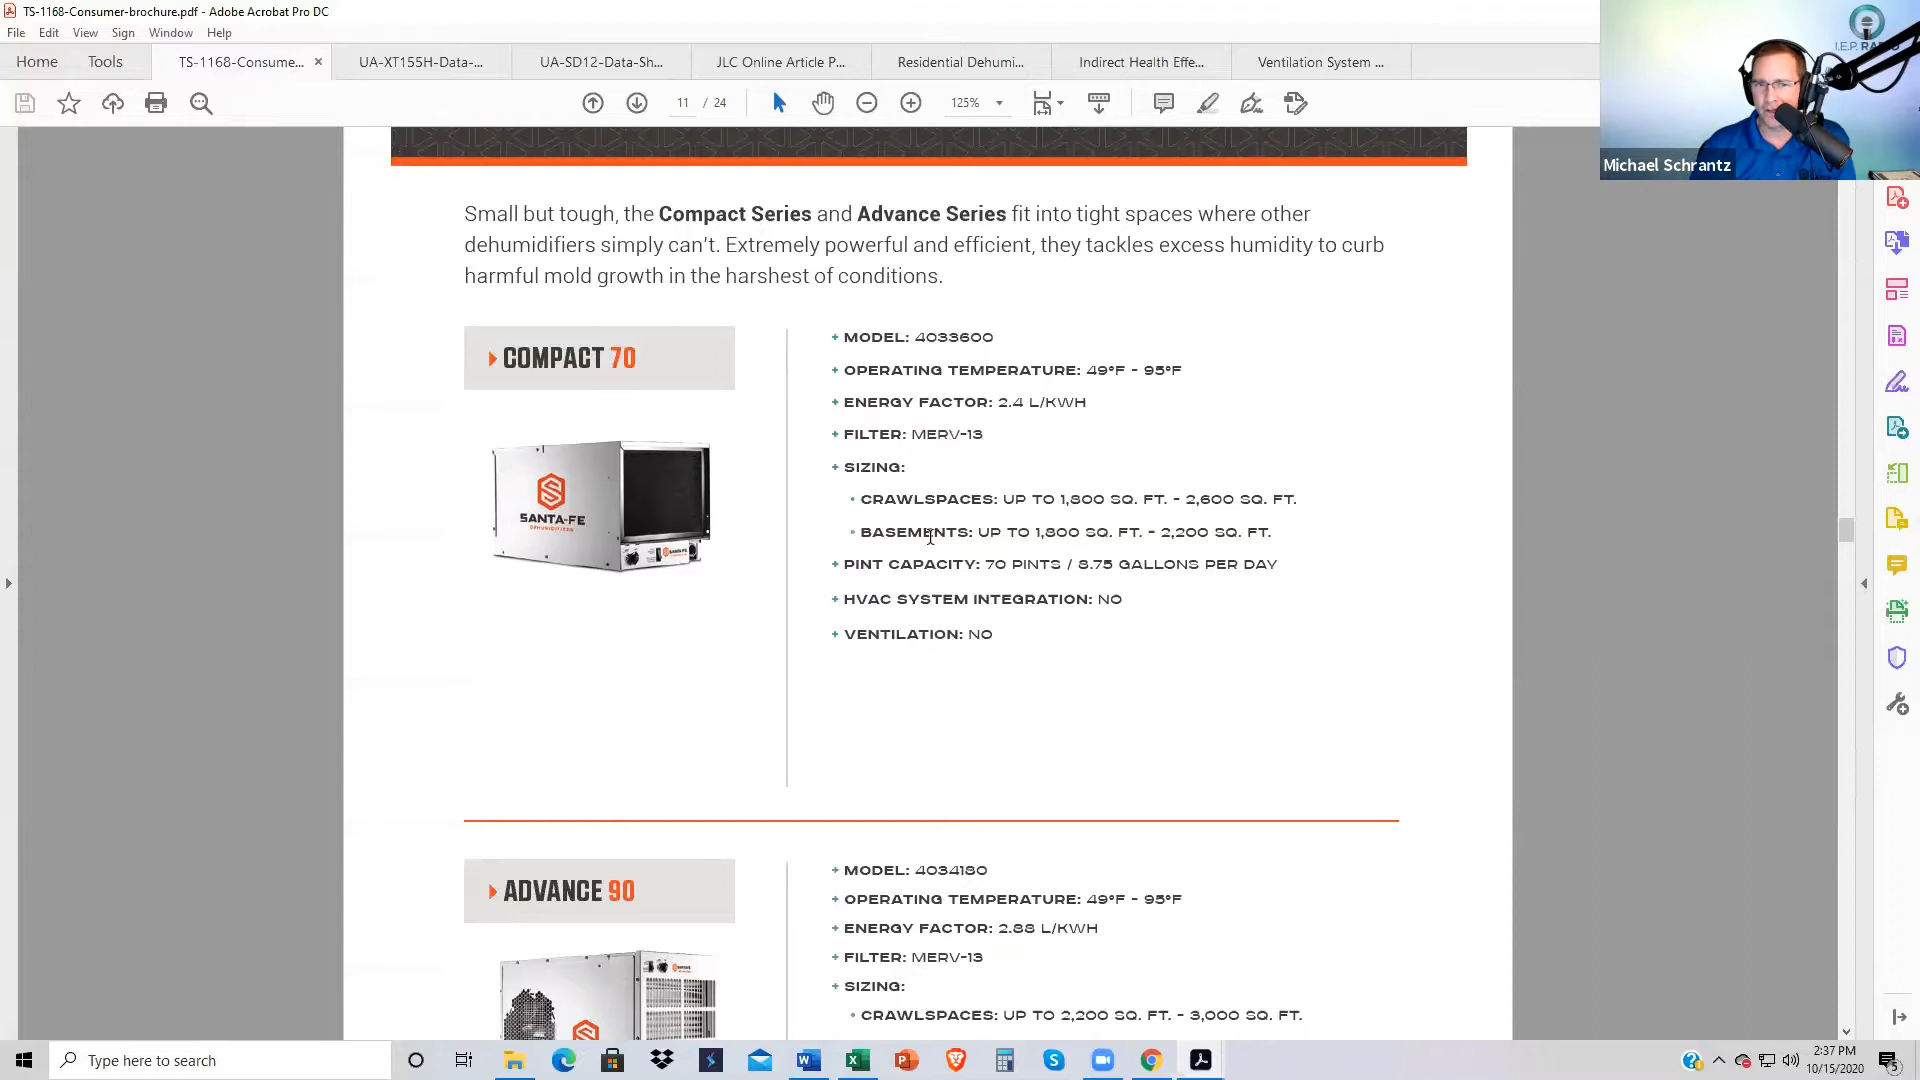 TS-1168-Consumer-brochure.pdf - Adobe Acrobat Pro DC
File Edit View Sign Window Help
Home Tools TS-1168-Consume... × UA-XT155H-Data-... UA-SD12-Data-Sh... JLC Online Article P... Residential Dehumi... Indirect Health Effe... Ventilation System ...
11 / 24 125%
I.E.P. RA
Michael Schrantz
Small but tough, the Compact Series and Advance Series fit into tight spaces where other
dehumidifiers simply can't. Extremely powerful and efficient, they tackles excess humidity to curb
harmful mold growth in the harshest of conditions.
COMPACT 70
SANTA-FE
DEHUMIDIFIERS
+ MODEL: 4033600
+ OPERATING TEMPERATURE: 49°F - 95°F
+ ENERGY FACTOR: 2.4 L/KWH
+ FILTER: MERV-13
+ SIZING:
• CRAWLSPACES: UP TO 1,800 SQ. FT. - 2,600 SQ. FT.
• BASEMENTS: UP TO 1,800 SQ. FT. - 2,200 SQ. FT.
+ PINT CAPACITY: 70 PINTS / 8.75 GALLONS PER DAY
+ HVAC SYSTEM INTEGRATION: NO
+ VENTILATION: NO
ADVANCE 90
+ MODEL: 4034180
+ OPERATING TEMPERATURE: 49°F - 95°F
+ ENERGY FACTOR: 2.88 L/KWH
+ FILTER: MERV-13
+ SIZING:
• CRAWLSPACES: UP TO 2,200 SQ. FT. - 3,000 SQ. FT.
Type here to search
2:37 PM
10/15/2020
5